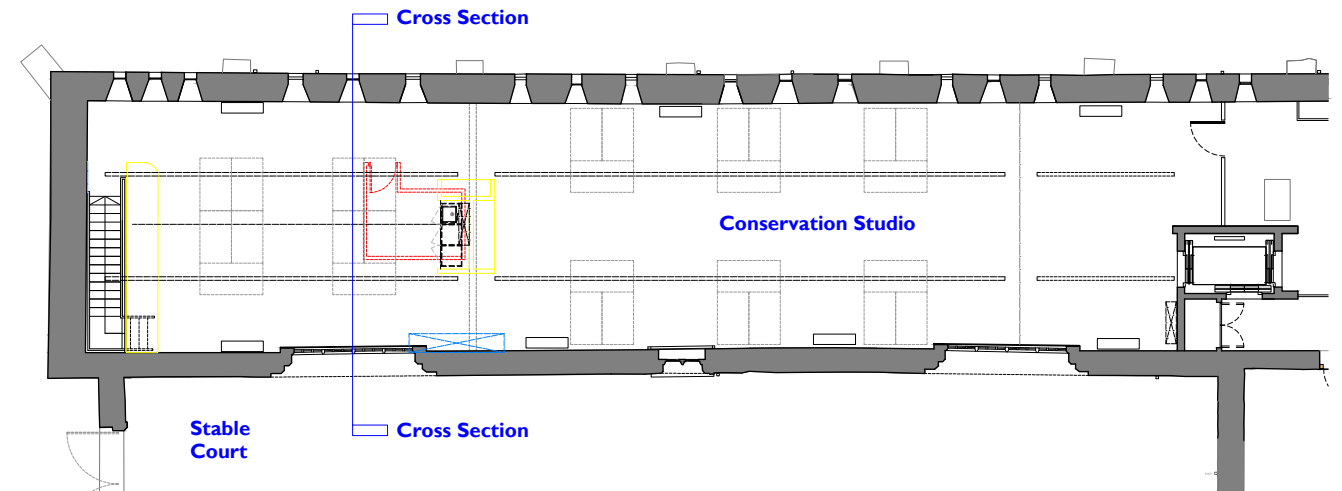 Cross Section
Conservation Studio
Stable
Court
Cross Section